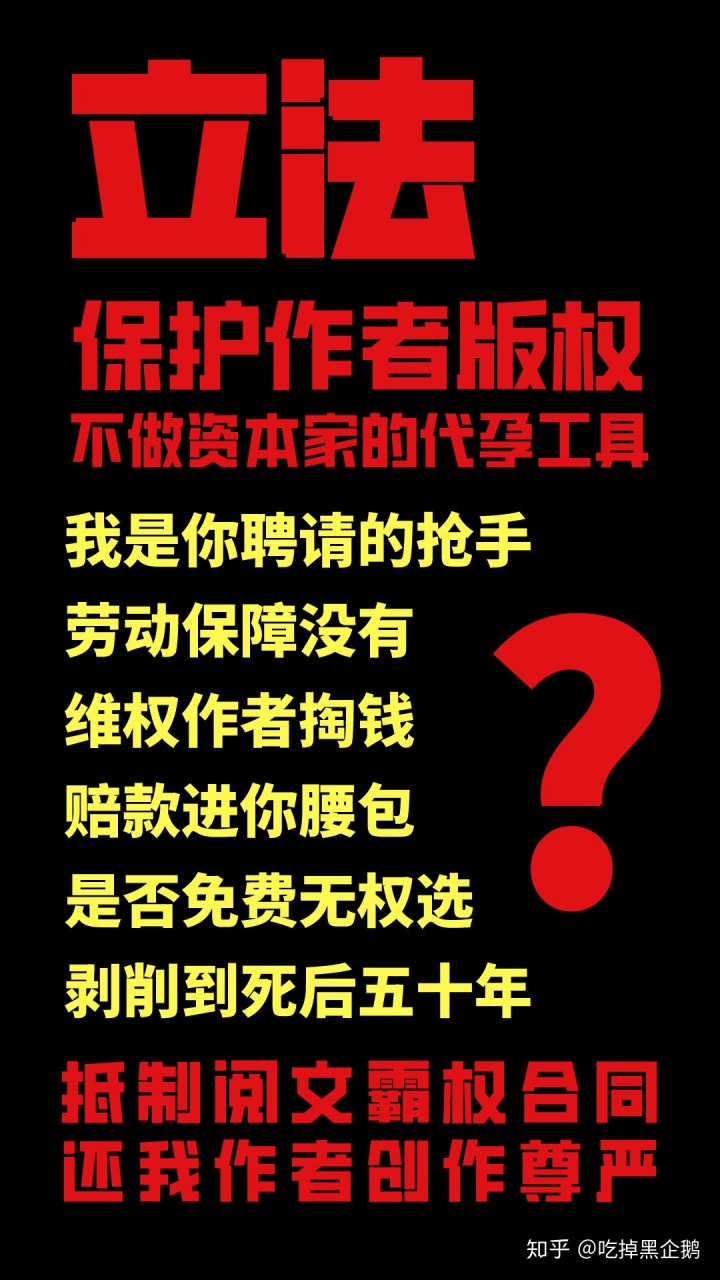 立法
保护作者版权
不做资本家的代孕工具
我是你聘请的抢手
劳动保障没有
维权作者掏钱
赔款进你腰包
是否免费无权选
剥削到死后五十年
?
抵制阅文霸权合同
还我作者创作尊严
知乎 @吃掉黑企鹅